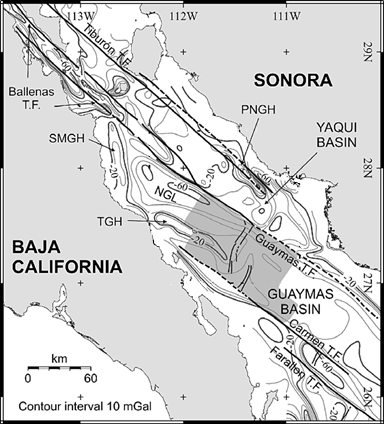 113W
112W
111W
29N
Tiburón T.F.
60
SONORA
Ballenas
T.F.
PNGH
SMGH
YAQUI
BASIN
60
28N
20
NGL
60
TGH
20
Guaymas T.F.
BAJA
CALIFORNIA
20
27N
GUAYMAS
BASIN
Carmen T.F.
20
60
Farallon T.F.
km
0
60
Contour interval 10 mGal
26N